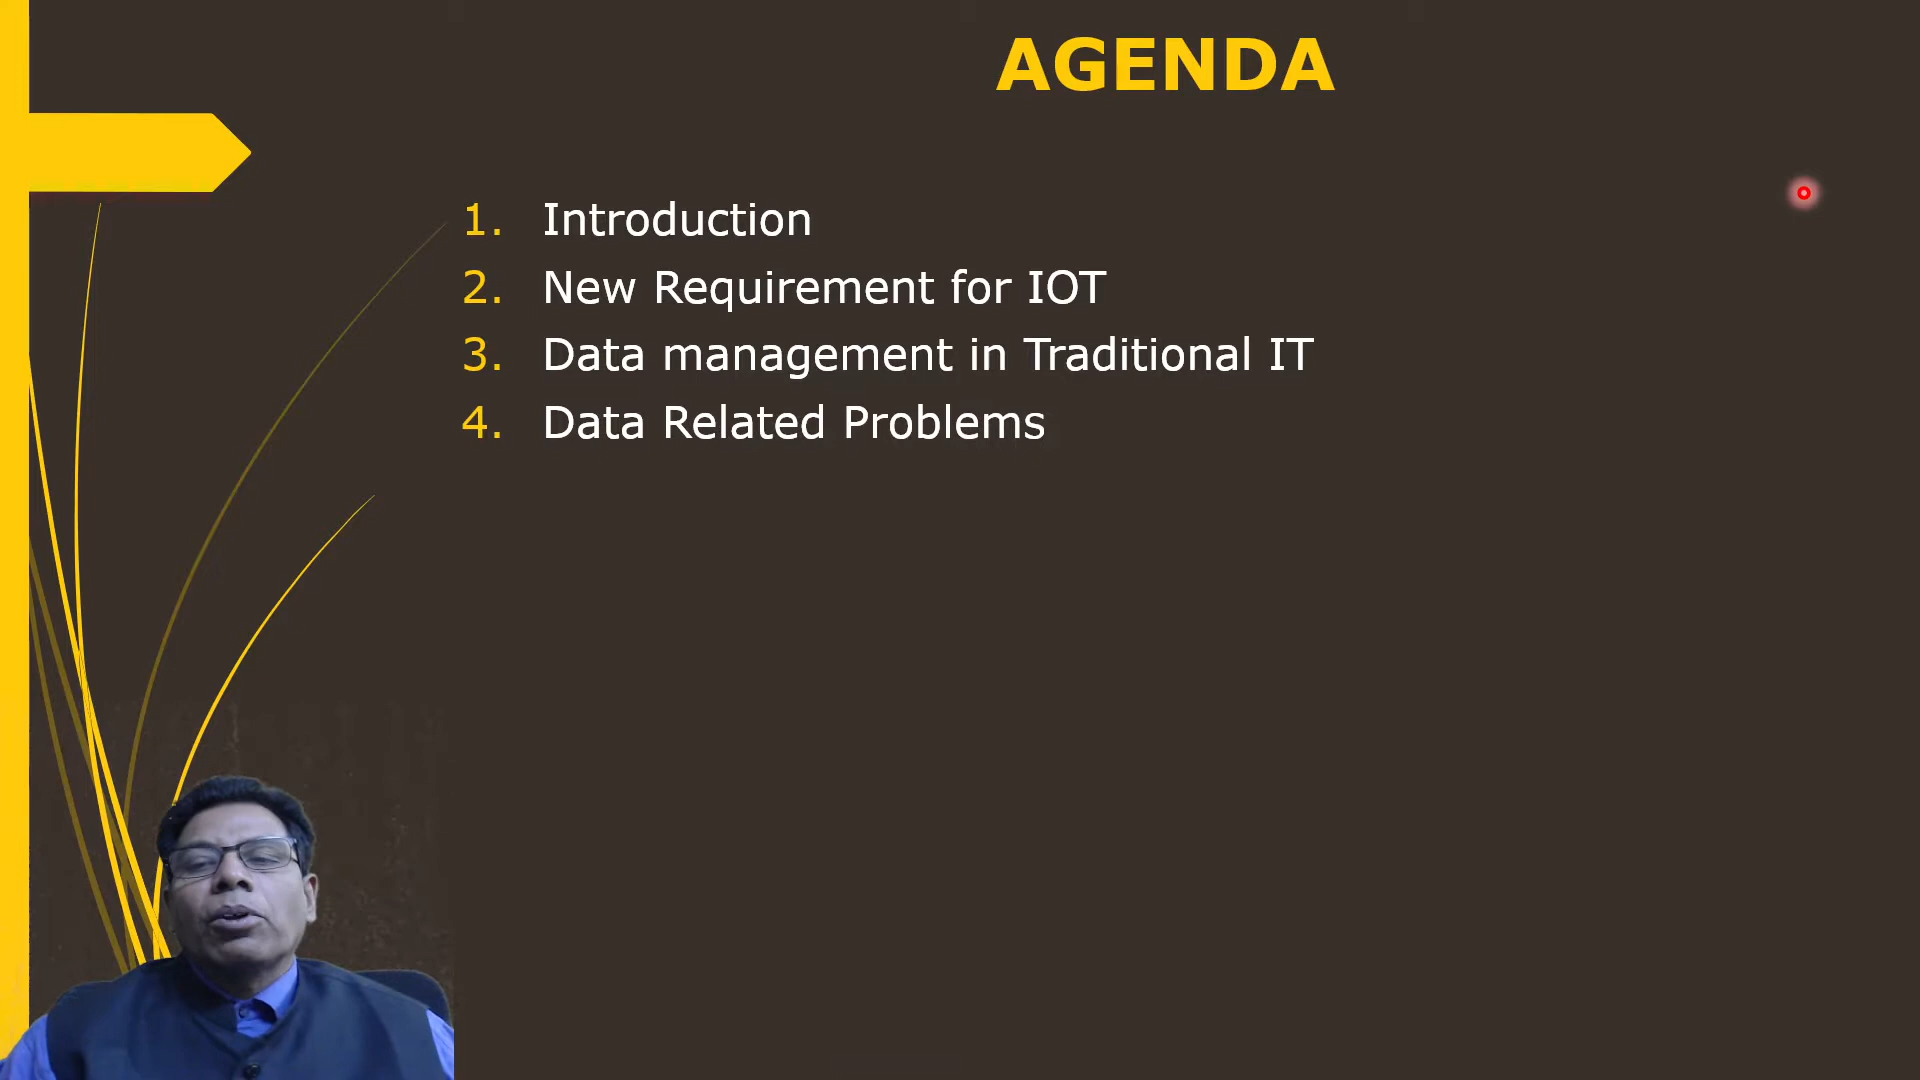 AGENDA
1. Introduction
2. New Requirement for IOT
3. Data management in Traditional IT
4. Data Related Problems